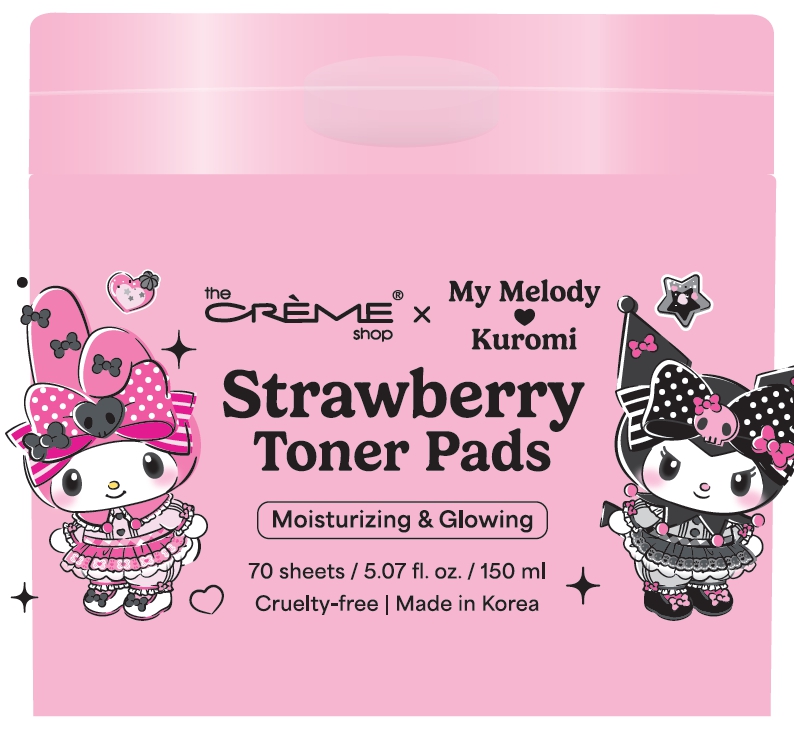 the
CRÈME® x
shop
My Melody
♥
Kuromi
Strawberry
Toner Pads
Moisturizing & Glowing
70 sheets / 5.07 fl. oz. / 150 ml
Cruelty-free | Made in Korea